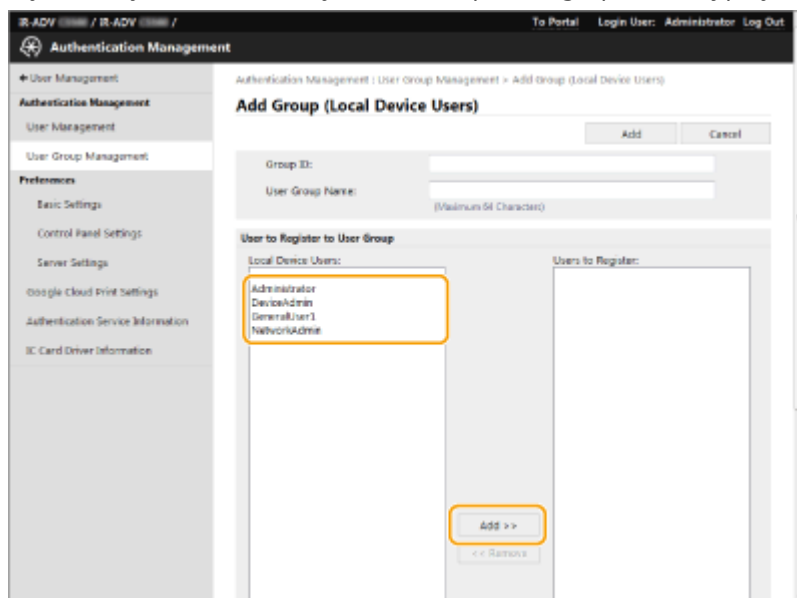 iR-ADV / iR-ADV /
To Portal Login User: Administrator Log Out
Authentication Management
User Management
Authentication Management : User Group Management > Add Group (Local Device Users)
Authentication Management
Add Group (Local Device Users)
User Management
Add Cancel
User Group Management
Group ID:
Preferences
User Group Name:
Basic Settings
(Maximum 64 Characters)
Control Panel Settings
User to Register to User Group
Server Settings
Local Device Users: Users to Register:
Google Cloud Print Settings
Administrator
DeviceAdmin
GeneralUser1
NetworkAdmin
Authentication Service Information
IC Card Driver Information
Add >>
<< Remove